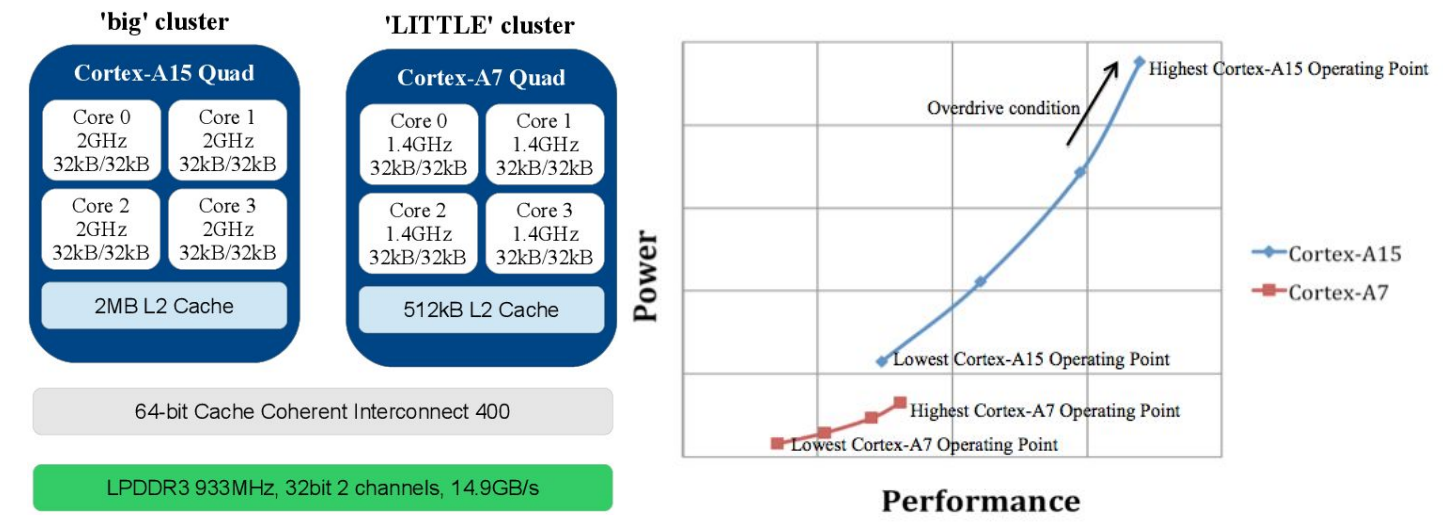 'big' cluster
Cortex-A15 Quad
Core 0
2GHz
32kB/32kB
Core 1
2GHz
32kB/32kB
Core 2
2GHz
32kB/32kB
Core 3
2GHz
32kB/32kB
2MB L2 Cache
'LITTLE' cluster
Cortex-A7 Quad
Core 0
1.4GHz
32kB/32kB
Core 1
1.4GHz
32kB/32kB
Core 2
1.4GHz
32kB/32kB
Core 3
1.4GHz
32kB/32kB
512kB L2 Cache
64-bit Cache Coherent Interconnect 400
LPDDR3 933MHz, 32bit 2 channels, 14.9GB/s
Power
Highest Cortex-A15 Operating Point
Overdrive condition
Lowest Cortex-A15 Operating Point
Highest Cortex-A7 Operating Point
Lowest Cortex-A7 Operating Point
Performance
Cortex-A15
Cortex-A7